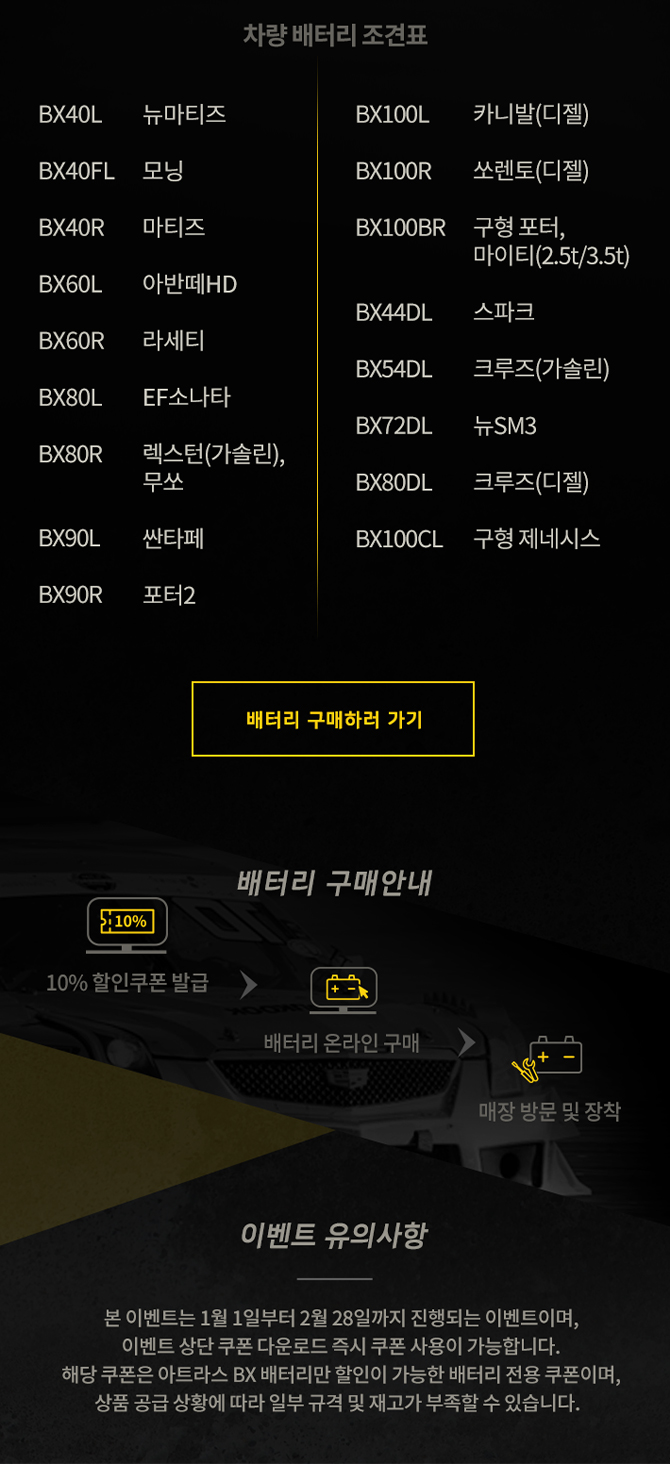 차량 배터리 조견표
BX40L 뉴마티즈
BX40FL 모닝
BX40R 마티즈
BX60L 아반떼HD
BX60R 라세티
BX80L EF소나타
BX80R 렉스턴(가솔린),
무쏘
BX90L 싼타페
BX90R 포터2
BX100L 카니발(디젤)
BX100R 쏘렌토(디젤)
BX100BR 구형 포터,
마이티(2.5t/3.5t)
BX44DL 스파크
BX54DL 크루즈(가솔린)
BX72DL 뉴SM3
BX80DL 크루즈(디젤)
BX100CL 구형 제네시스
배터리 구매하러 가기
배터리 구매안내
10%
10% 할인쿠폰 발급
배터리 온라인 구매
매장 방문 및 장착
이벤트 유의사항
본 이벤트는 1월 1일부터 2월 28일까지 진행되는 이벤트이며,
이벤트 상단 쿠폰 다운로드 즉시 쿠폰 사용이 가능합니다.
해당 쿠폰은 아트라스 BX 배터리만 할인이 가능한 배터리 전용 쿠폰이며,
상품 공급 상황에 따라 일부 규격 및 재고가 부족할 수 있습니다.